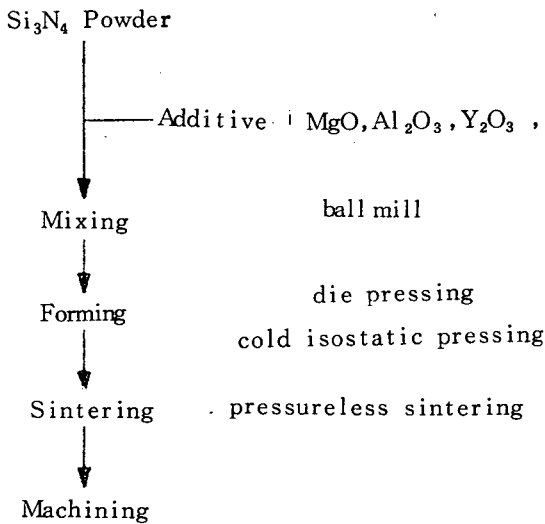 Si₃N₄ Powder
Additive : MgO, Al₂O₃, Y₂O₃,
Mixing ball mill
die pressing
Forming
cold isostatic pressing
Sintering pressureless sintering
Machining